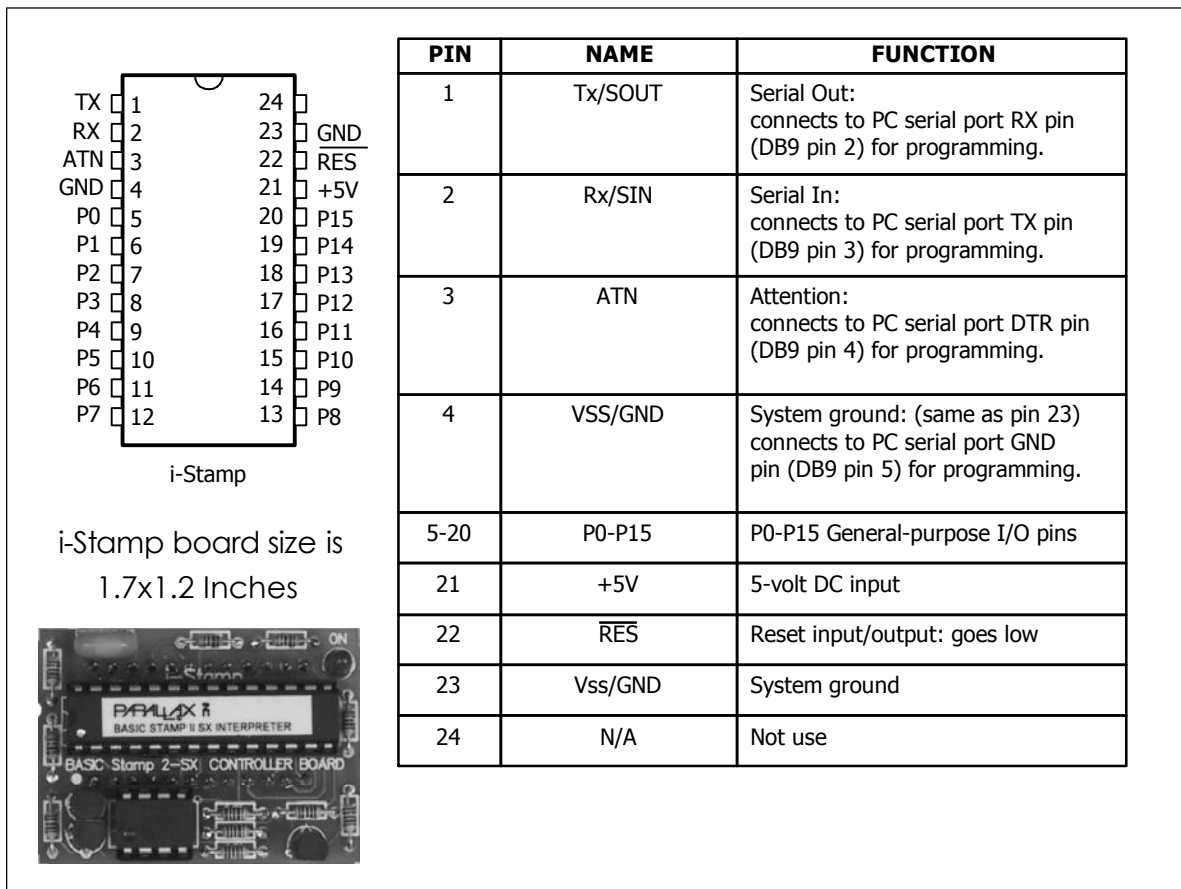 TX 1 24
RX 2 23 GND
ATN 3 22 RES
GND 4 21 +5V
P0 5 20 P15
P1 6 19 P14
P2 7 18 P13
P3 8 17 P12
P4 9 16 P11
P5 10 15 P10
P6 11 14 P9
P7 12 13 P8
i-Stamp
i-Stamp board size is
1.7x1.2 Inches
ON
i-Stamp
PARALLAX
BASIC STAMP II SX INTERPRETER
BASIC Stamp 2-SX CONTROLLER BOARD
PIN NAME FUNCTION
1 Tx/SOUT Serial Out:
connects to PC serial port RX pin
(DB9 pin 2) for programming.
2 Rx/SIN Serial In:
connects to PC serial port TX pin
(DB9 pin 3) for programming.
3 ATN Attention:
connects to PC serial port DTR pin
(DB9 pin 4) for programming.
4 VSS/GND System ground: (same as pin 23)
connects to PC serial port GND
pin (DB9 pin 5) for programming.
5-20 P0-P15 P0-P15 General-purpose I/O pins
21 +5V 5-volt DC input
22 RES Reset input/output: goes low
23 Vss/GND System ground
24 N/A Not use